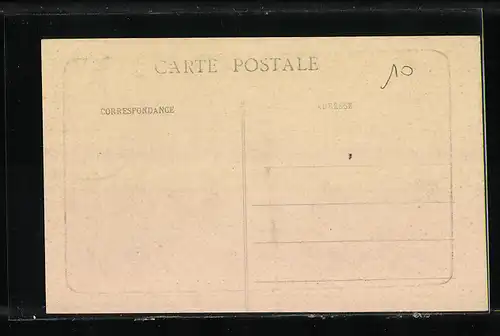 CARTE POSTALE
10
CORRESPONDANCE
ADRESSE